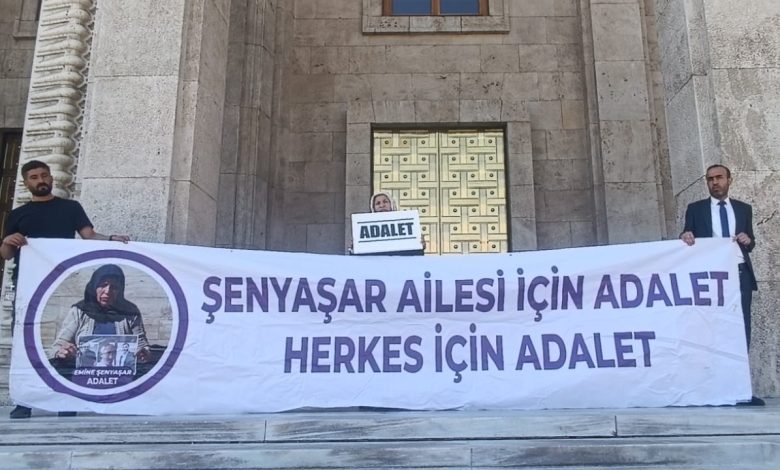 ADALET
ŞENYAŞAR AİLESİ İÇİN ADALET
HERKES İÇİN ADALET
EMİNE ŞENYAŞAR
ADALET